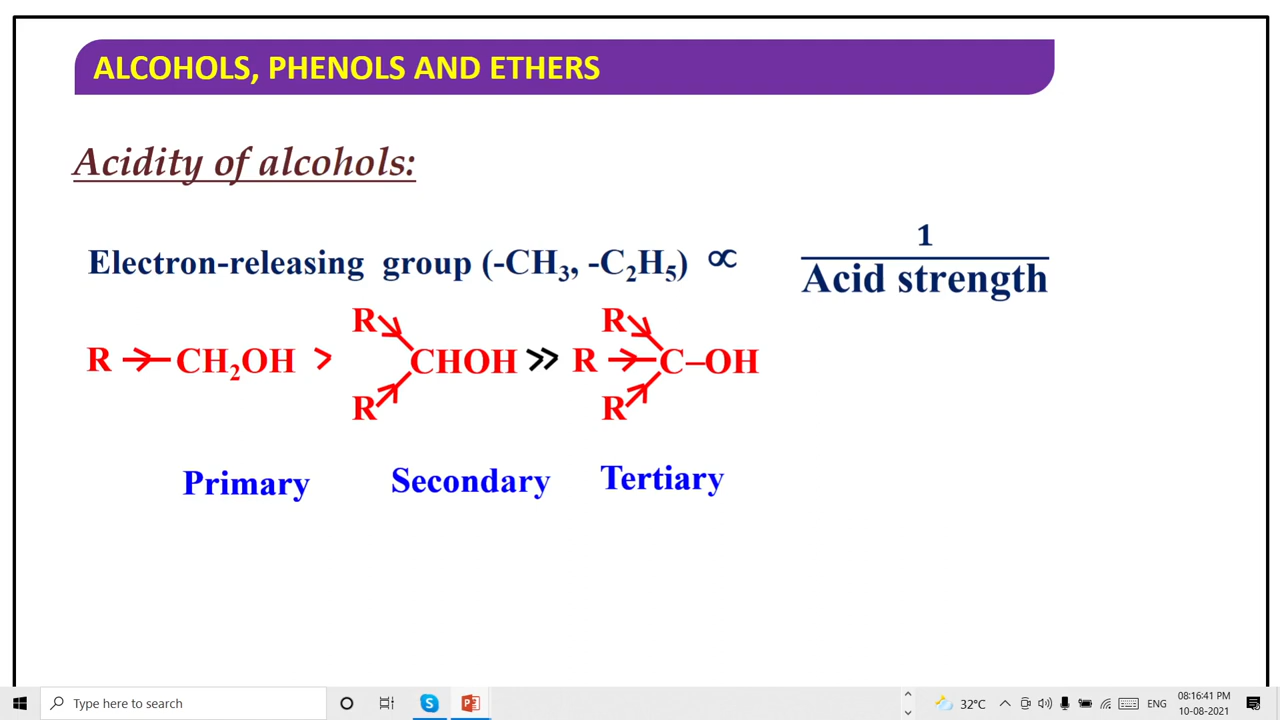 ALCOHOLS, PHENOLS AND ETHERS
Acidity of alcohols:
Electron-releasing group (-CH₃, -C₂H₅) ∝ 1
Acid strength
R R
R CH₂OH > CHOH >> R C–OH
R R
Primary Secondary Tertiary
Type here to search
32°C
ENG
08:16:41 PM
10-08-2021